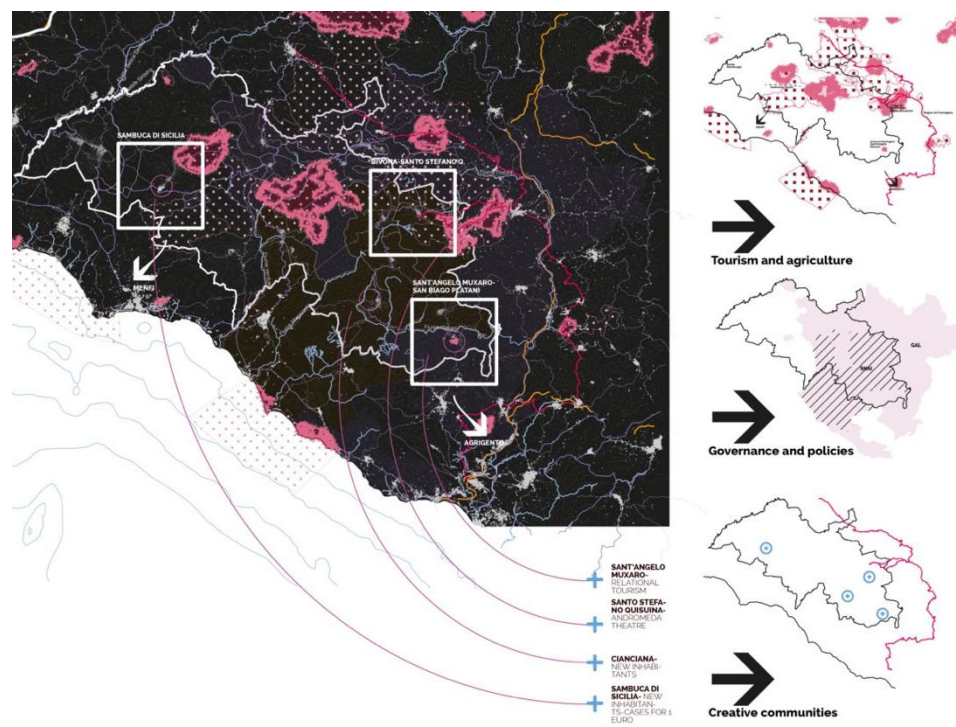 SAMBUCA DI SICILIA
BIVONA-SANTO STEFANO Q.
SANT'ANGELO MUXARO-
SAN BIAGO PLATANI
MENFI
AGRIGENTO
SANT'ANGELO
MUXARO-
RELATIONAL
TOURISM
SANTO STEFA-
NO QUISUINA-
ANDROMEDA
THEATRE
CIANCIANA-
NEW INHABI-
TANTS
SAMBUCA DI
SICILIA- NEW
INHABITAN-
TS-CASES FOR 1
EURO
Tourism and agriculture
GAL
SNAI
Governance and policies
Creative communities